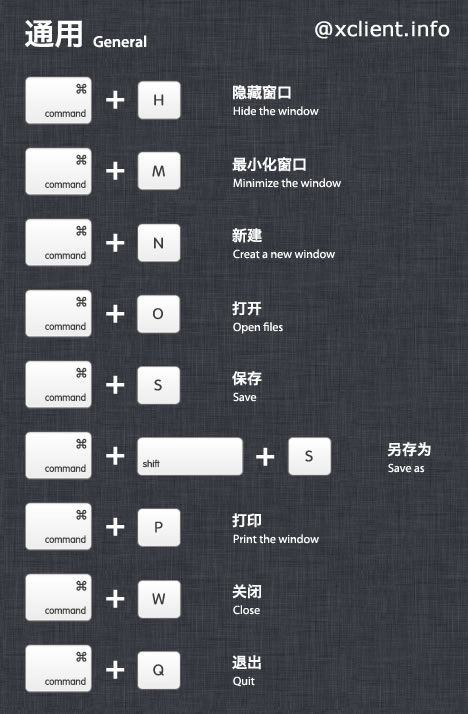 通用 General
@xclient.info
⌘
command + H
隐藏窗口
Hide the window
⌘
command + M
最小化窗口
Minimize the window
⌘
command + N
新建
Creat a new window
⌘
command + O
打开
Open files
⌘
command + S
保存
Save
⌘
command + shift + S
另存为
Save as
⌘
command + P
打印
Print the window
⌘
command + W
关闭
Close
⌘
command + Q
退出
Quit